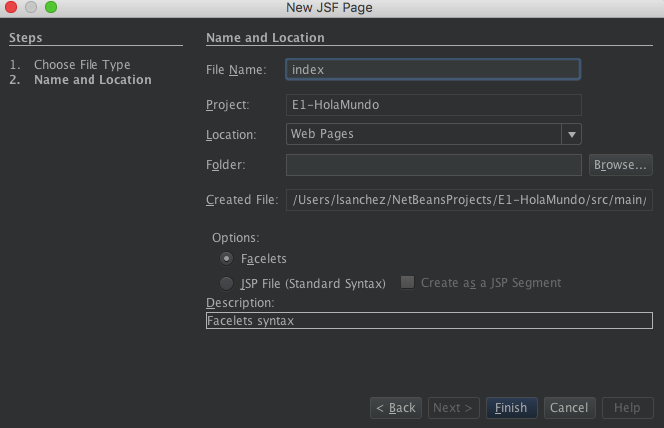 New JSF Page
Steps
1. Choose File Type
2. Name and Location
Name and Location
File Name: index
Project: E1-HolaMundo
Location: Web Pages
Folder: Browse...
Created File: /Users/lsanchez/NetBeansProjects/E1-HolaMundo/src/main/
Options:
Facelets
JSP File (Standard Syntax) Create as a JSP Segment
Description:
Facelets syntax
< Back Next > Finish Cancel Help